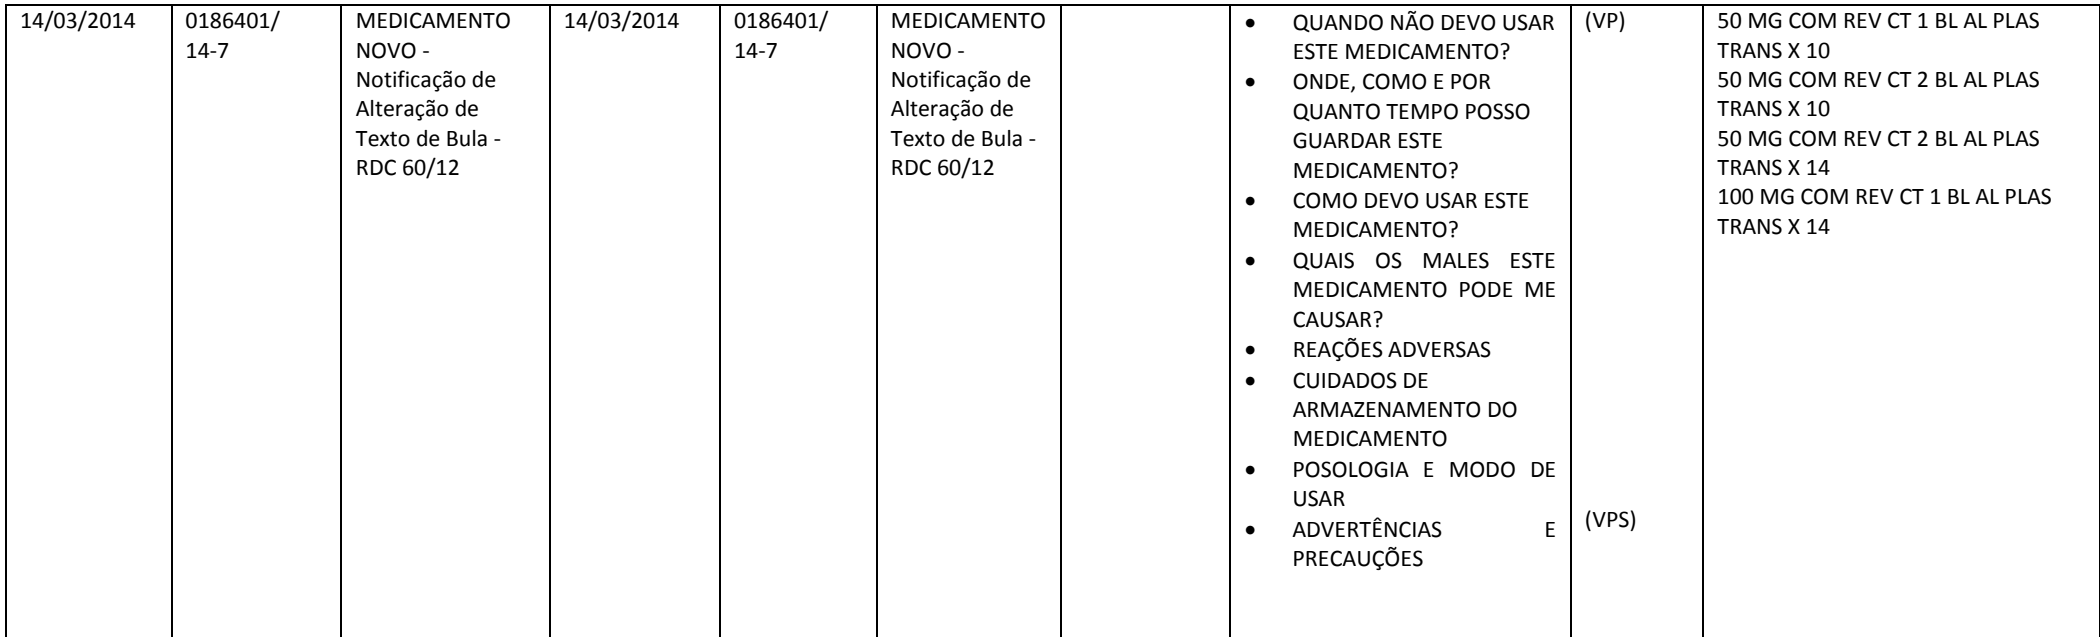 14/03/2014
0186401/
14-7
MEDICAMENTO
NOVO -
Notificação de
Alteração de
Texto de Bula -
RDC 60/12
14/03/2014
0186401/
14-7
MEDICAMENTO
NOVO -
Notificação de
Alteração de
Texto de Bula -
RDC 60/12
• QUANDO NÃO DEVO USAR
ESTE MEDICAMENTO?
• ONDE, COMO E POR
QUANTO TEMPO POSSO
GUARDAR ESTE
MEDICAMENTO?
• COMO DEVO USAR ESTE
MEDICAMENTO?
• QUAIS OS MALES ESTE
MEDICAMENTO PODE ME
CAUSAR?
• REAÇÕES ADVERSAS
• CUIDADOS DE
ARMAZENAMENTO DO
MEDICAMENTO
• POSOLOGIA E MODO DE
USAR
• ADVERTÊNCIAS E
PRECAUÇÕES
(VP)
(VPS)
50 MG COM REV CT 1 BL AL PLAS
TRANS X 10
50 MG COM REV CT 2 BL AL PLAS
TRANS X 10
50 MG COM REV CT 2 BL AL PLAS
TRANS X 14
100 MG COM REV CT 1 BL AL PLAS
TRANS X 14